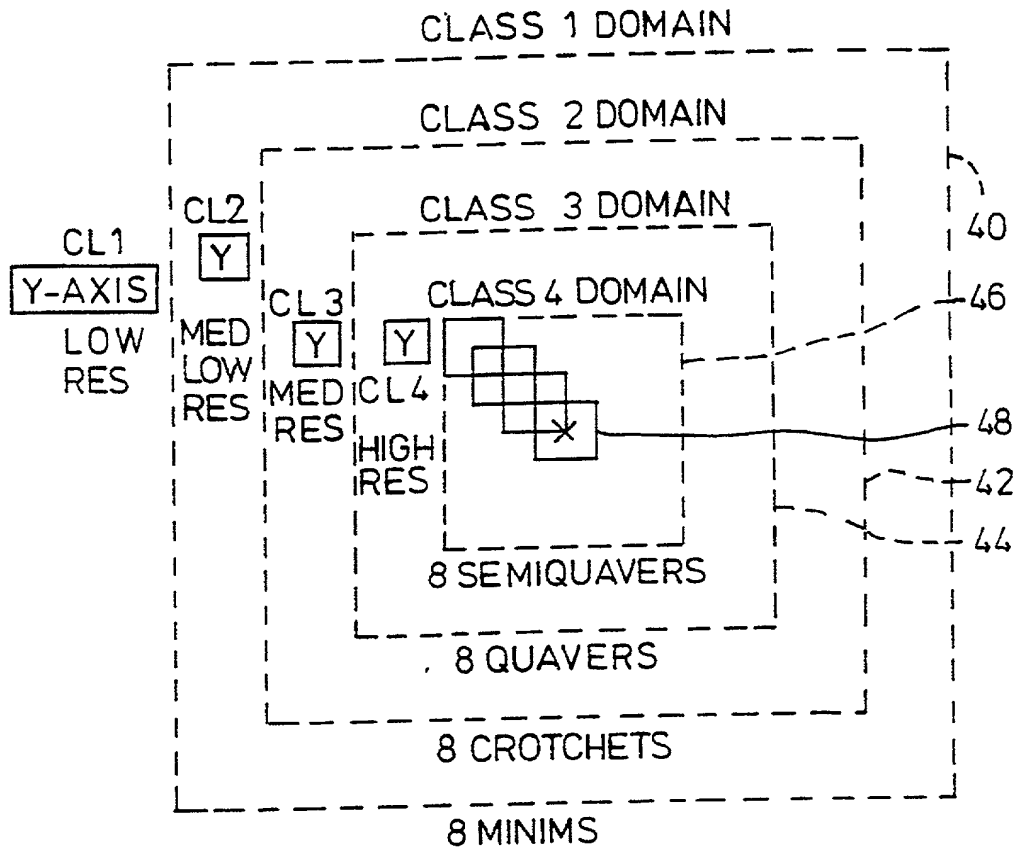 CLASS 1 DOMAIN
CLASS 2 DOMAIN
CLASS 3 DOMAIN
CLASS 4 DOMAIN
CL1
Y-AXIS
LOW
RES
CL2
Y
MED
LOW
RES
CL3
Y
MED
RES
Y
CL4
HIGH
RES
X
40
46
48
42
44
8 SEMIQUAVERS
8 QUAVERS
8 CROTCHETS
8 MINIMS